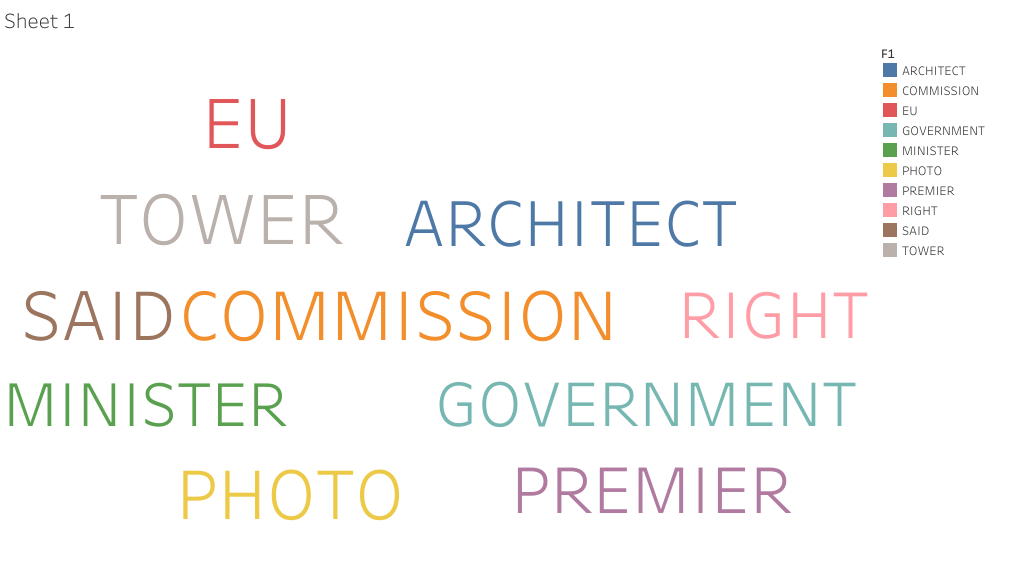 Sheet 1
EU
TOWER ARCHITECT
SAID COMMISSION RIGHT
MINISTER GOVERNMENT
PHOTO PREMIER
F1
ARCHITECT
COMMISSION
EU
GOVERNMENT
MINISTER
PHOTO
PREMIER
RIGHT
SAID
TOWER